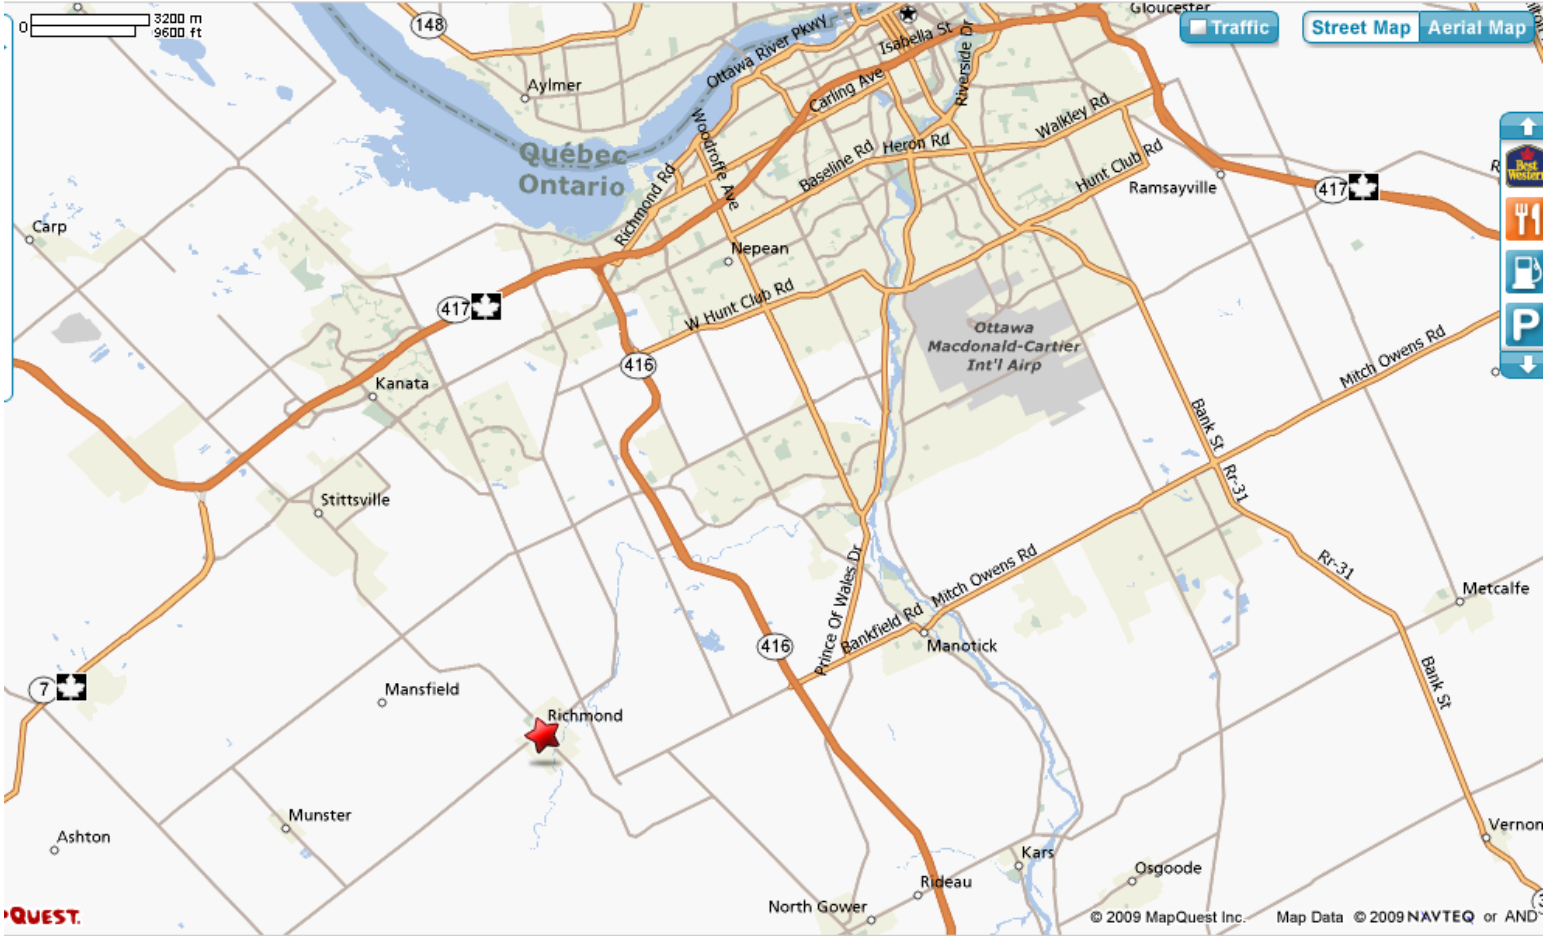 0
3200 m
9600 ft
148
Gloucester
Traffic
Street Map
Aerial Map
Isabella St
Ottawa River Pkwy
Riverside Dr
Aylmer
Carling Ave
Walkley Rd
Woodroffe Ave
Heron Rd
Baseline Rd
Québec
Ontario
Hunt Club Rd
Best
Western
Richmond Rd
Ramsayville
417
Carp
Nepean
417
W Hunt Club Rd
Ottawa
Macdonald-Cartier
Int'l Airp
P
Mitch Owens Rd
416
Kanata
Bank St
Rr-31
Stittsville
Mitch Owens Rd
Rr-31
Prince Of Wales Dr
Metcalfe
Bankfield Rd
416
Manotick
7
Mansfield
Bank St
Richmond
Munster
Vernon
Ashton
Kars
Osgoode
Rideau
North Gower
QUEST.
© 2009 MapQuest Inc.
Map Data © 2009 NAVTEQ or AND